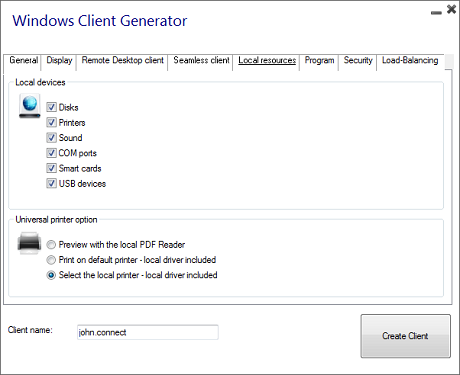 Windows Client Generator
General Display Remote Desktop client Seamless client Local resources Program Security Load-Balancing
Local devices
Disks
Printers
Sound
COM ports
Smart cards
USB devices
Universal printer option
Preview with the local PDF Reader
Print on default printer - local driver included
Select the local printer - local driver included
Client name: john.connect
Create Client